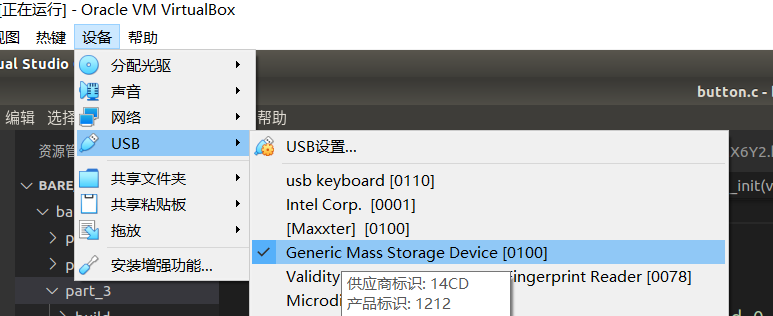 [正在运行] - Oracle VM VirtualBox
视图 热键 设备 帮助
ual Studio
button.c -
编辑 选择 帮助
分配光驱
声音
网络
USB
共享文件夹
共享粘贴板
拖放
安装增强功能...
USB设置...
usb keyboard [0110]
Intel Corp. [0001]
[Maxxter] [0100]
Generic Mass Storage Device [0100]
Validity Fingerprint Reader [0078]
Microdi
供应商标识: 14CD
产品标识: 1212
资源管
X6Y2.
BARE
_init(v
ba
part_3
build